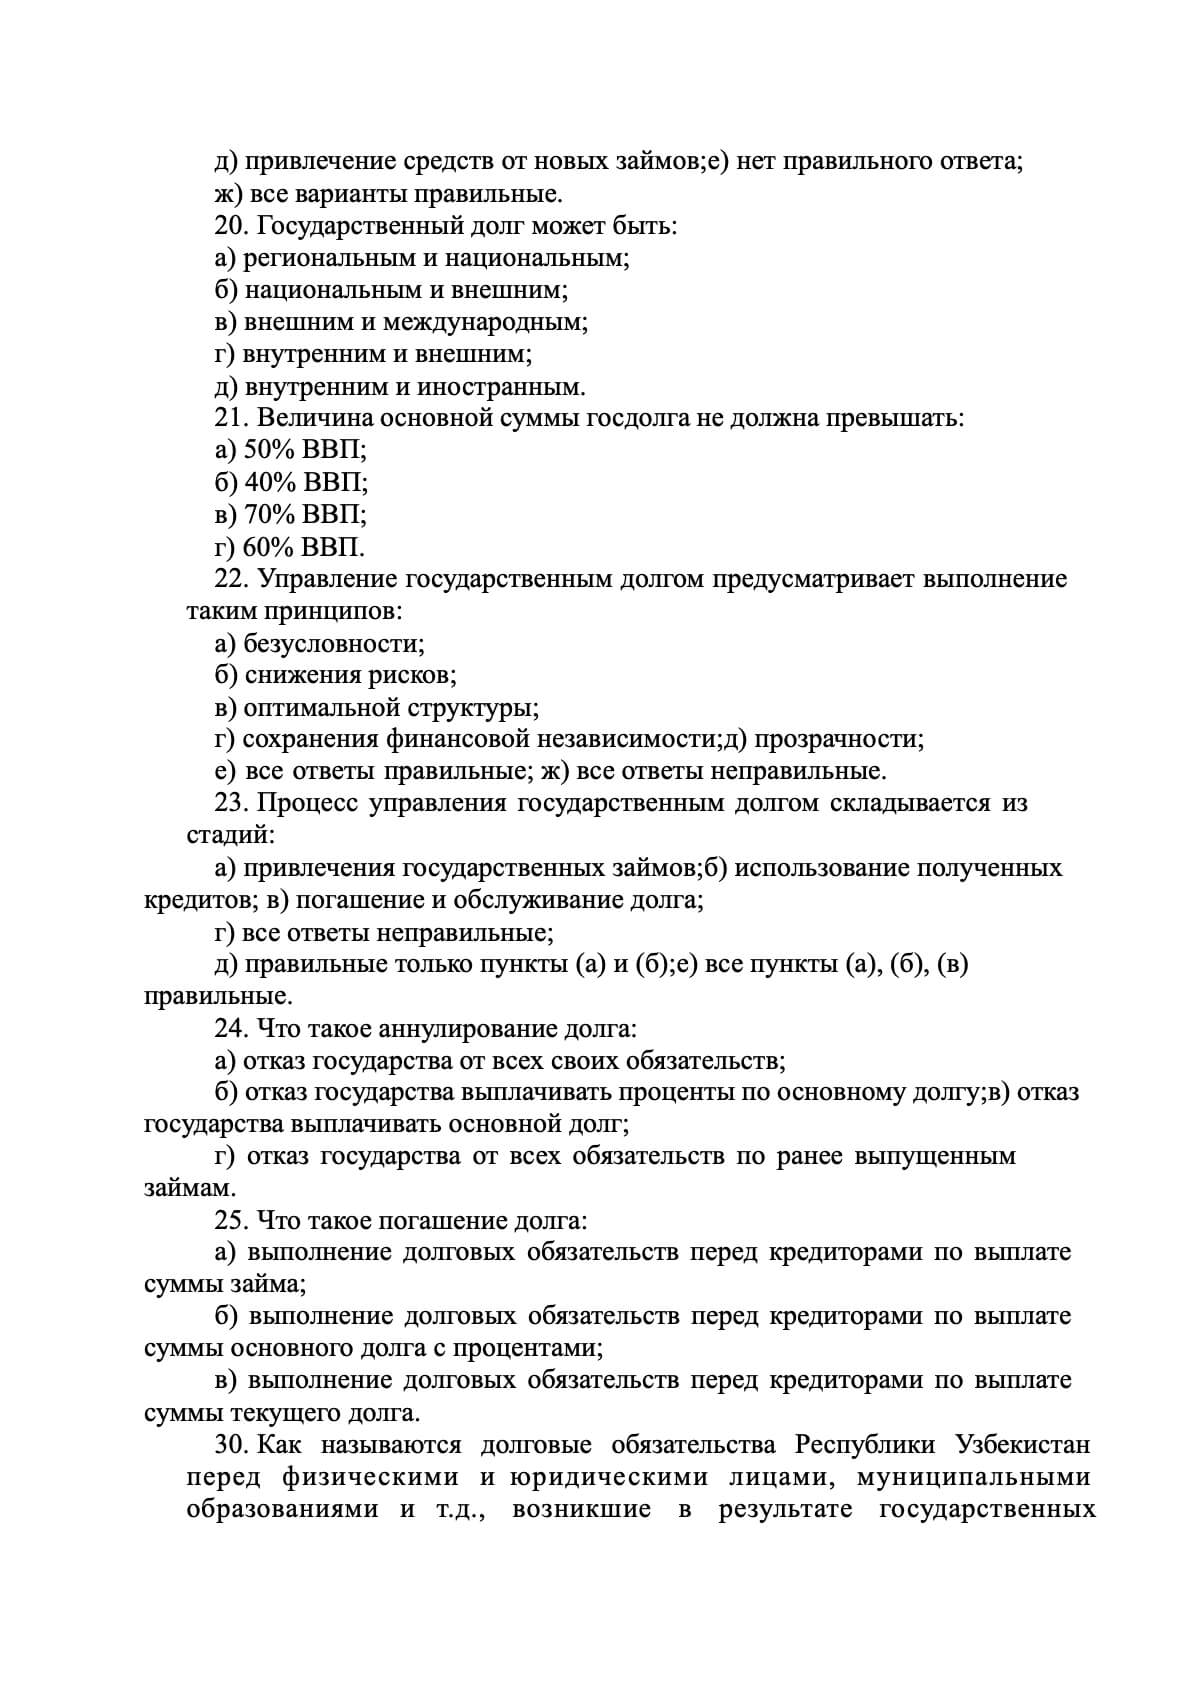 д) привлечение средств от новых займов;е) нет правильного ответа;
ж) все варианты правильные.
20. Государственный долг может быть:
а) региональным и национальным;
б) национальным и внешним;
в) внешним и международным;
г) внутренним и внешним;
д) внутренним и иностранным.
21. Величина основной суммы госдолга не должна превышать:
а) 50% ВВП;
б) 40% ВВП;
в) 70% ВВП;
г) 60% ВВП.
22. Управление государственным долгом предусматривает выполнение
таким принципов:
а) безусловности;
б) снижения рисков;
в) оптимальной структуры;
г) сохранения финансовой независимости;д) прозрачности;
е) все ответы правильные; ж) все ответы неправильные.
23. Процесс управления государственным долгом складывается из
стадий:
а) привлечения государственных займов;б) использование полученных
кредитов; в) погашение и обслуживание долга;
г) все ответы неправильные;
д) правильные только пункты (а) и (б);е) все пункты (а), (б), (в)
правильные.
24. Что такое аннулирование долга:
а) отказ государства от всех своих обязательств;
б) отказ государства выплачивать проценты по основному долгу;в) отказ
государства выплачивать основной долг;
г) отказ государства от всех обязательств по ранее выпущенным
займам.
25. Что такое погашение долга:
а) выполнение долговых обязательств перед кредиторами по выплате
суммы займа;
б) выполнение долговых обязательств перед кредиторами по выплате
суммы основного долга с процентами;
в) выполнение долговых обязательств перед кредиторами по выплате
суммы текущего долга.
30. Как называются долговые обязательства Республики Узбекистан
перед физическими и юридическими лицами, муниципальными
образованиями и т.д., возникшие в результате государственных